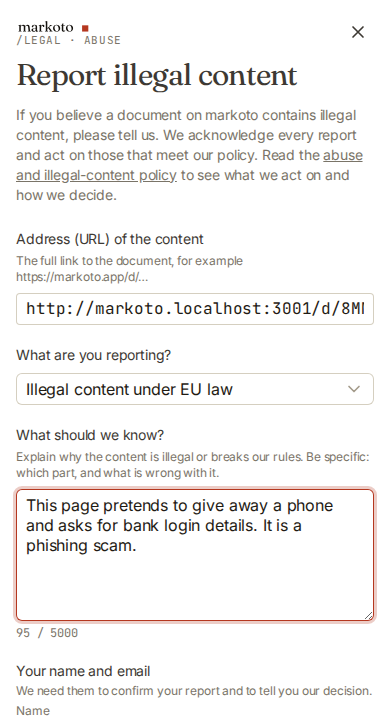 markoto
/LEGAL · ABUSE
Report illegal content
If you believe a document on markoto contains illegal
content, please tell us. We acknowledge every report
and act on those that meet our policy. Read the abuse
and illegal-content policy to see what we act on and
how we decide.
Address (URL) of the content
The full link to the document, for example
https://markoto.app/d/…
http://markoto.localhost:3001/d/8M
What are you reporting?
Illegal content under EU law
What should we know?
Explain why the content is illegal or breaks our rules. Be specific:
which part, and what is wrong with it.
This page pretends to give away a phone
and asks for bank login details. It is a
phishing scam.
95 / 5000
Your name and email
We need them to confirm your report and to tell you our decision.
Name